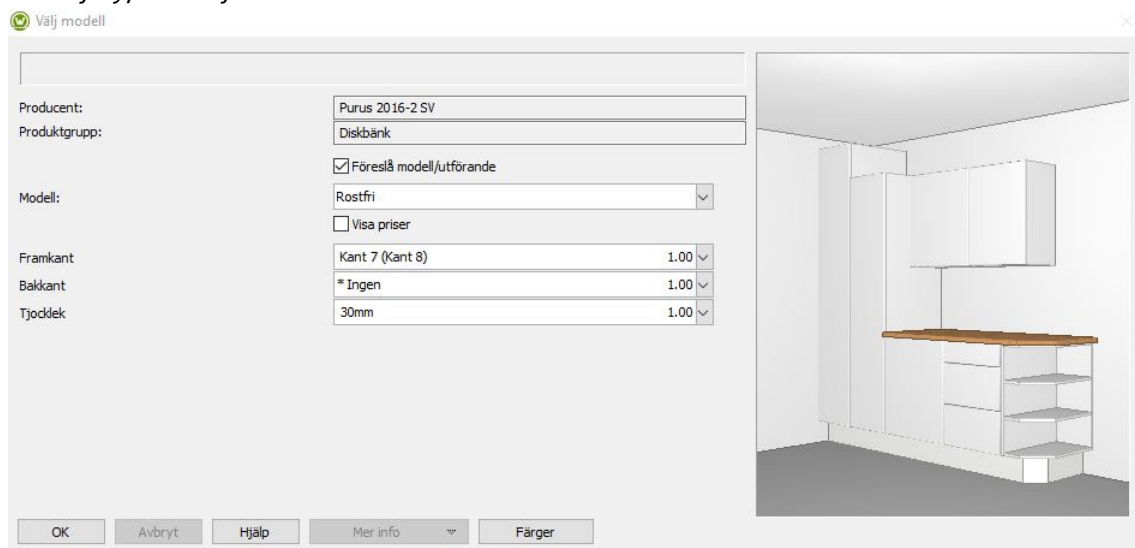 Välj modell
Producent: Purus 2016-2 SV
Produktgrupp: Diskbänk
Föreslå modell/utförande
Modell: Rostfri
Visa priser
Framkant Kant 7 (Kant 8) 1.00
Bakkant * Ingen 1.00
Tjocklek 30mm 1.00
OK Avbryt Hjälp Mer info Färger